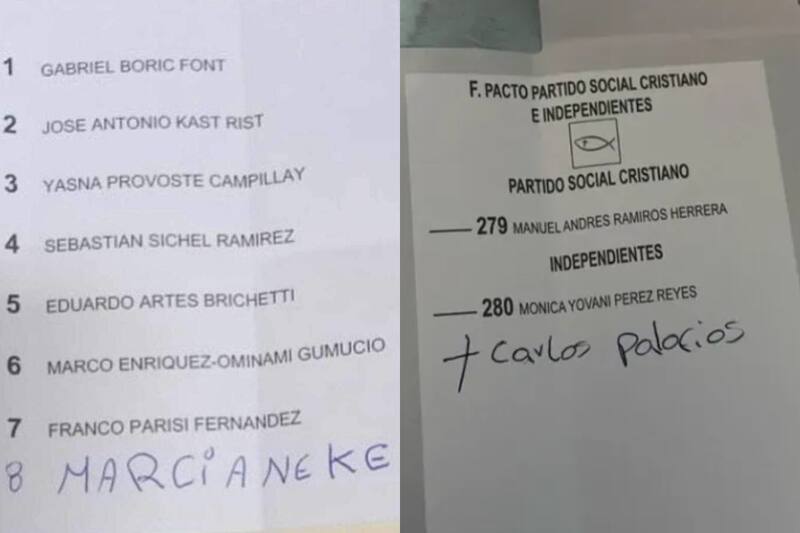 1 GABRIEL BORIC FONT
2 JOSE ANTONIO KAST RIST
3 YASNA PROVOSTE CAMPILLAY
4 SEBASTIAN SICHEL RAMIREZ
5 EDUARDO ARTES BRICHETTI
6 MARCO ENRIQUEZ-OMINAMI GUMUCIO
7 FRANCO PARISI FERNANDEZ
8 MARCiANEKE
F. PACTO PARTIDO SOCIAL CRISTIANO
E INDEPENDIENTES
PARTIDO SOCIAL CRISTIANO
279 MANUEL ANDRES RAMIROS HERRERA
INDEPENDIENTES
280 MONICA YOVANI PEREZ REYES
+ Carlos palacios